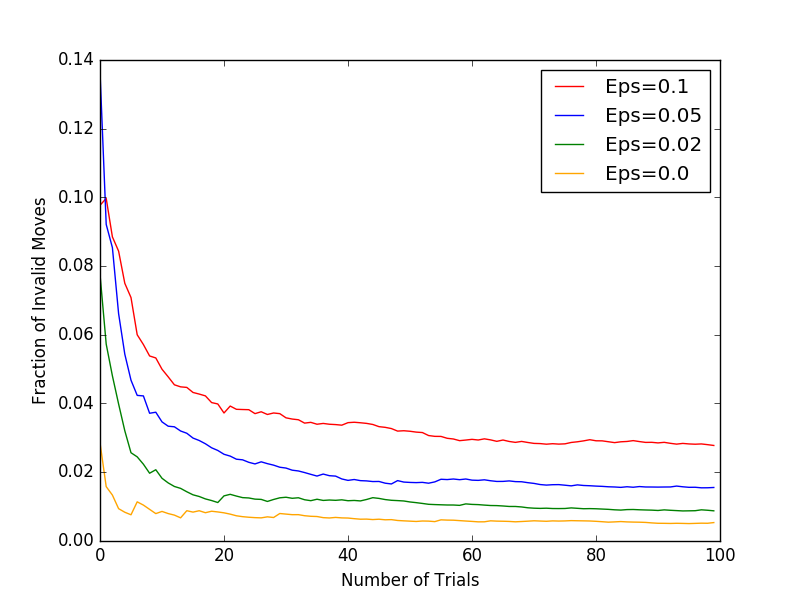 0.14
0.12
0.10
0.08
0.06
0.04
0.02
0.00
Fraction of Invalid Moves
Eps=0.1
Eps=0.05
Eps=0.02
Eps=0.0
0 20 40 60 80 100
Number of Trials